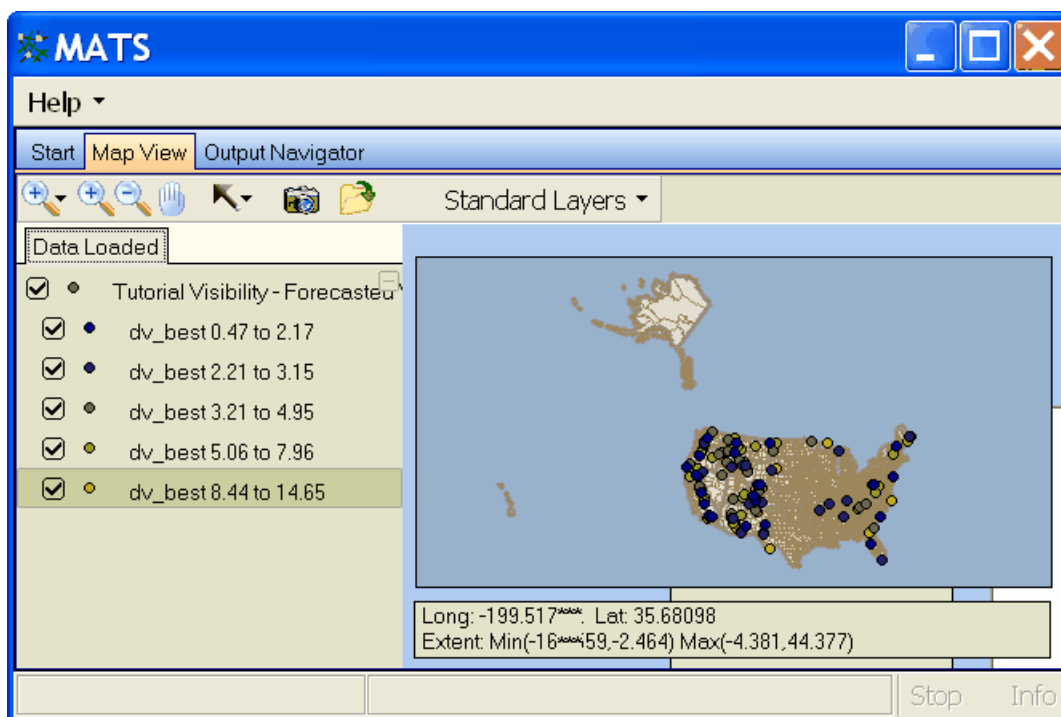 MATS
Help
Start Map View Output Navigator
Standard Layers
Data Loaded
Tutorial Visibility - Forecasted
dv_best 0.47 to 2.17
dv_best 2.21 to 3.15
dv_best 3.21 to 4.95
dv_best 5.06 to 7.96
dv_best 8.44 to 14.65
Long: -199.517***. Lat: 35.68098
Extent: Min(-16***59,-2.464) Max(-4.381,44.377)
Stop Info